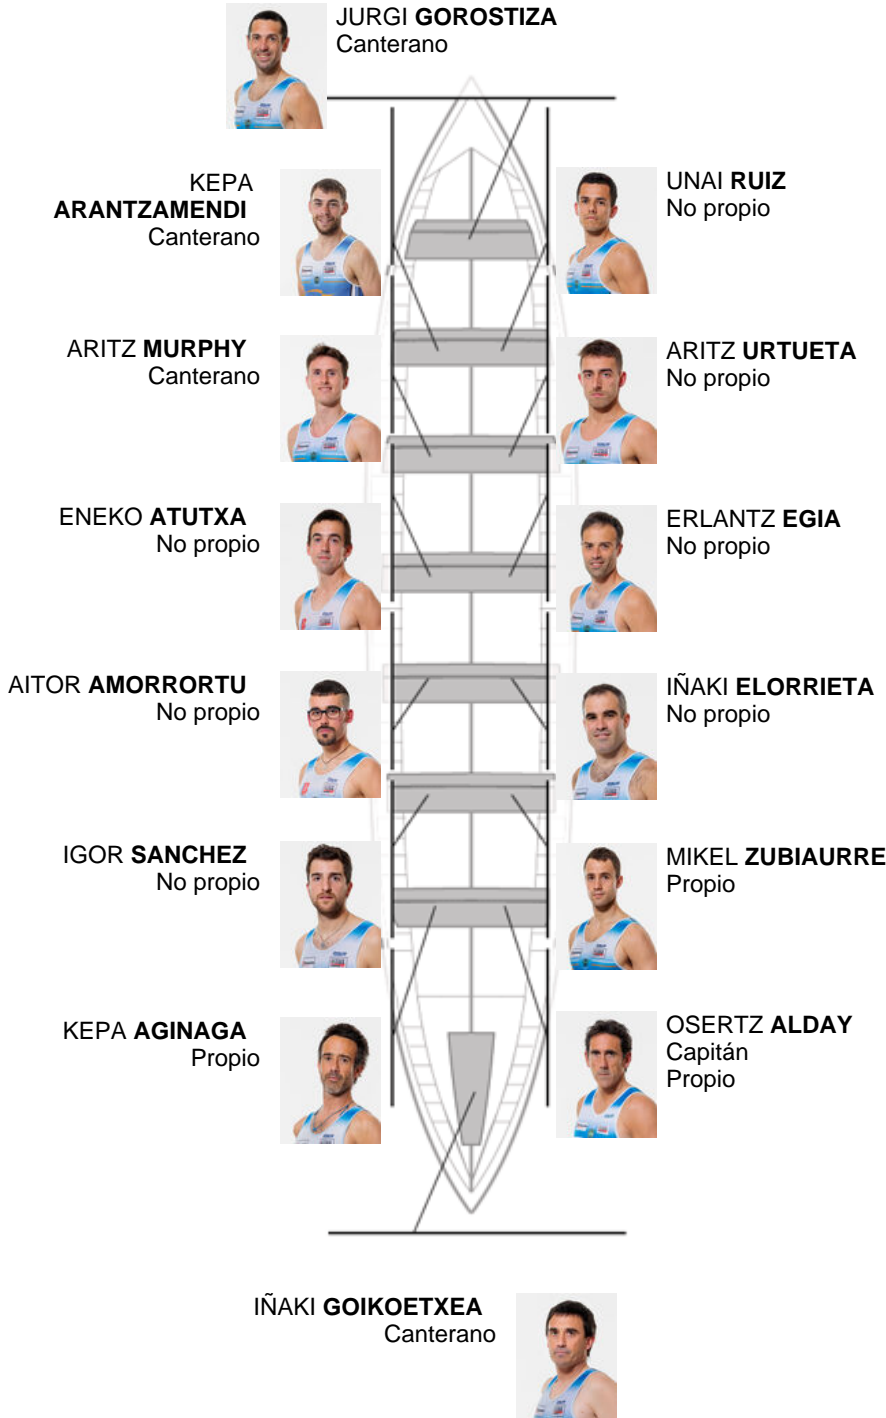 JURGI GOROSTIZA
Canterano
KEPA
ARANTZAMENDI
Canterano
UNAI RUIZ
No propio
ARITZ MURPHY
Canterano
ARITZ URTUETA
No propio
ENEKO ATUTXA
No propio
ERLANTZ EGIA
No propio
AITOR AMORRORTU
No propio
IÑAKI ELORRIETA
No propio
IGOR SANCHEZ
No propio
MIKEL ZUBIAURRE
Propio
KEPA AGINAGA
Propio
OSERTZ ALDAY
Capitán
Propio
IÑAKI GOIKOETXEA
Canterano